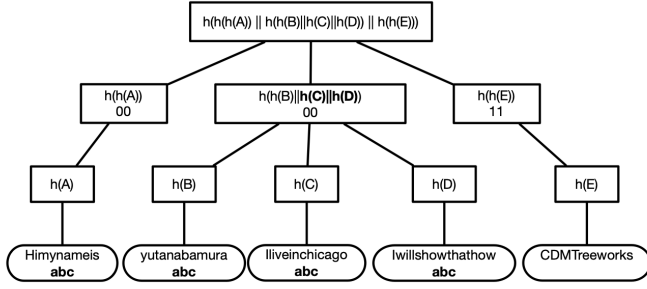 h(h(h(A)) || h(h(B)||h(C)||h(D)) || h(h(E)))
h(h(A))
00
h(h(B)||h(C)||h(D))
00
h(h(E))
11
h(A)
h(B)
h(C)
h(D)
h(E)
Himynameis
abc
yutanabamura
abc
Iliveinchicago
abc
Iwillshowthathow
abc
CDMTreeworks